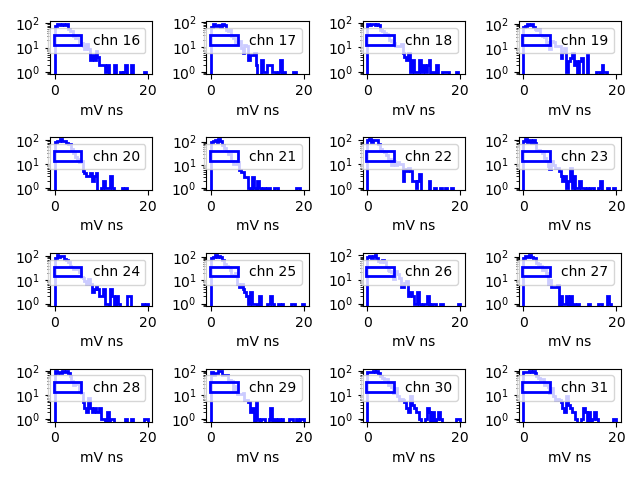 10² 10¹ 10⁰ chn 16 0 20 mV ns
10² 10¹ 10⁰ chn 17 0 20 mV ns
10² 10¹ 10⁰ chn 18 0 20 mV ns
10² 10¹ 10⁰ chn 19 0 20 mV ns
10² 10¹ 10⁰ chn 20 0 20 mV ns
10² 10¹ 10⁰ chn 21 0 20 mV ns
10² 10¹ 10⁰ chn 22 0 20 mV ns
10² 10¹ 10⁰ chn 23 0 20 mV ns
10² 10¹ 10⁰ chn 24 0 20 mV ns
10² 10¹ 10⁰ chn 25 0 20 mV ns
10² 10¹ 10⁰ chn 26 0 20 mV ns
10² 10¹ 10⁰ chn 27 0 20 mV ns
10² 10¹ 10⁰ chn 28 0 20 mV ns
10² 10¹ 10⁰ chn 29 0 20 mV ns
10² 10¹ 10⁰ chn 30 0 20 mV ns
10² 10¹ 10⁰ chn 31 0 20 mV ns